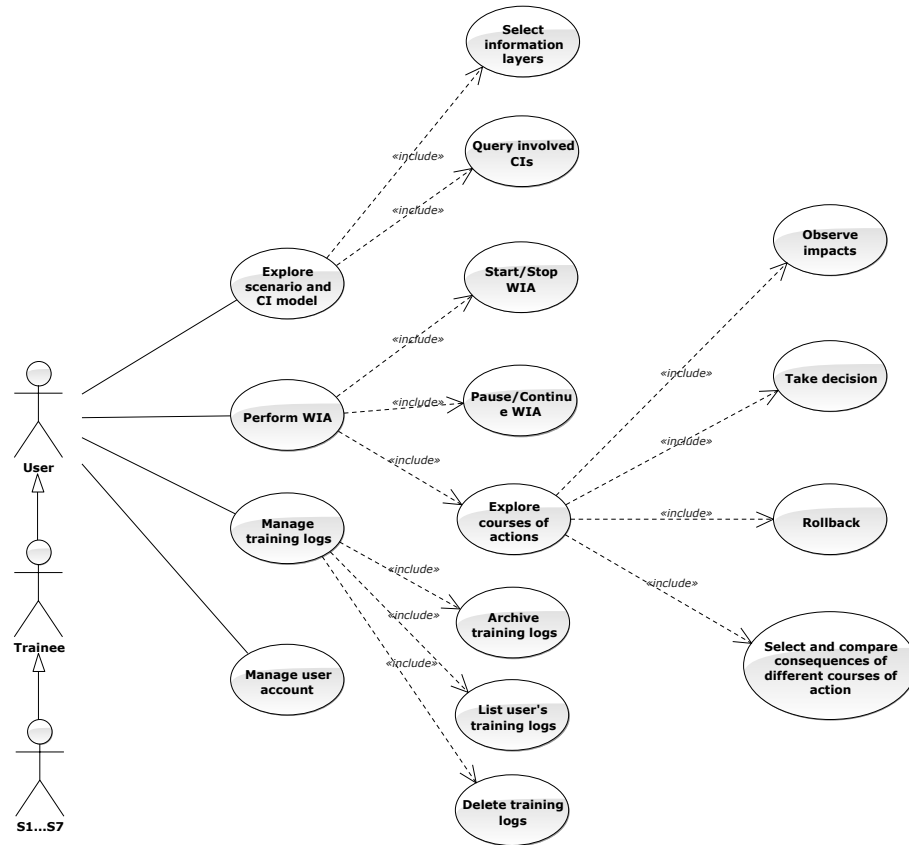 Select
information
layers
«include»
Query involved
CIs
«include»
Observe
impacts
Explore
scenario and
CI model
Start/Stop
WIA
«include»
«include»
Take decision
Pause/Continu
e WIA
«include»
Perform WIA
«include»
User
«include»
Explore
courses of
actions
«include»
Rollback
Manage
training logs
«include»
«include»
Archive
training logs
«include»
Trainee
«include»
Select and compare
consequences of
different courses of
action
Manage user
account
List user's
training logs
Delete training
logs
S1...S7